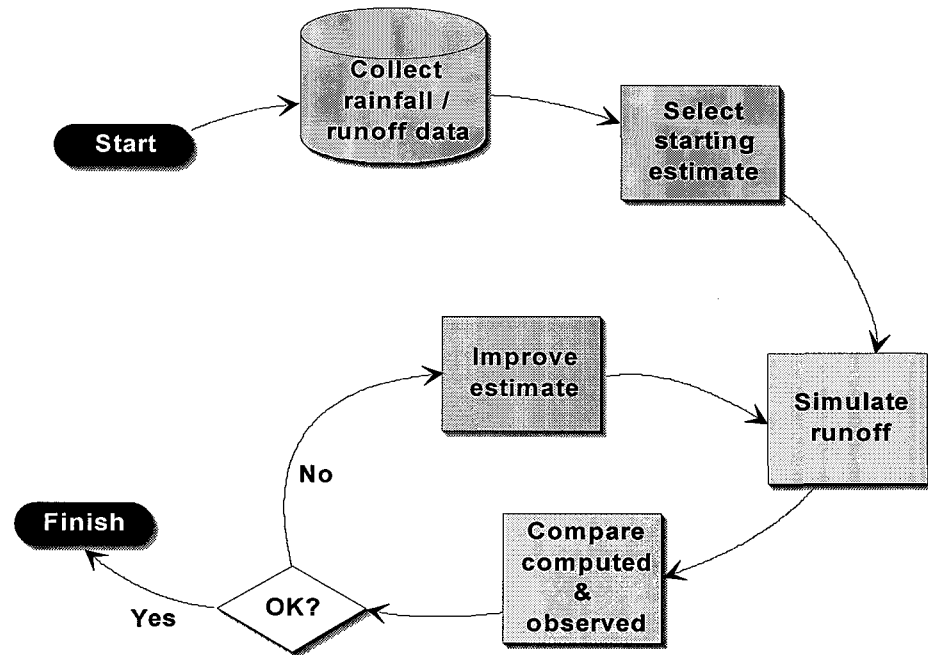 Start
Collect
rainfall /
runoff data
Select
starting
estimate
Simulate
runoff
Compare
computed
&
observed
OK?
No
Improve
estimate
Yes
Finish